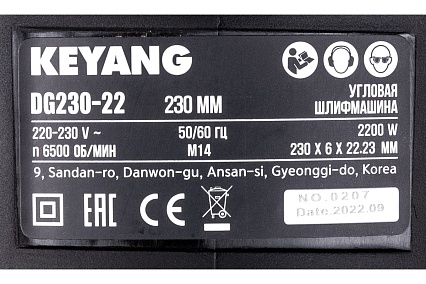 KEYANG
DG230-22 230 ММ
УГЛОВАЯ
ШЛИФМАШИНА
220-230 V ~ 50/60 ГЦ 2200 W
n 6500 ОБ/МИН M14 230 X 6 X 22.23 ММ
9, Sandan-ro, Danwon-gu, Ansan-si, Gyeonggi-do, Korea
EAC CE
NO.0207
Date.2022.09